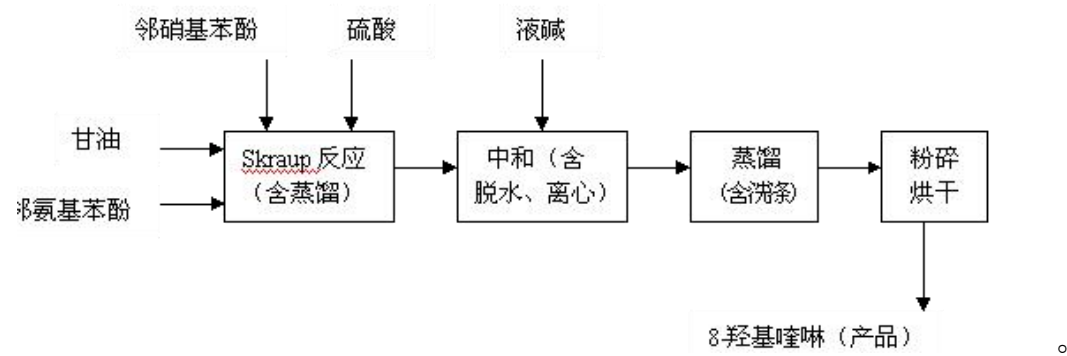 邻硝基苯酚
硫酸
液碱
甘油
邻氨基苯酚
Skraup 反应
（含蒸馏）
中和（含
脱水、离心）
蒸馏
（含洗涤）
粉碎
烘干
8-羟基喹啉（产品）
。